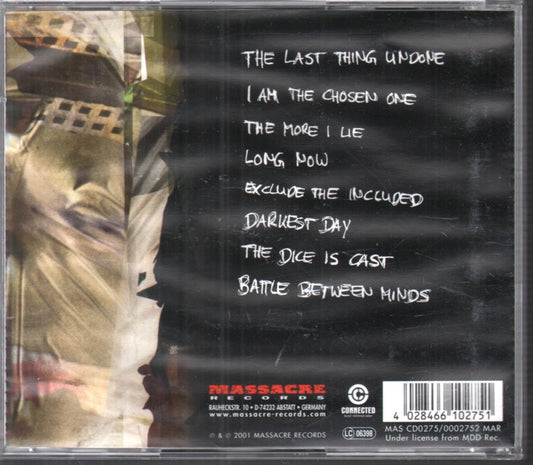 THE LAST THING UNDONE
I AM THE CHOSEN ONE
THE MORE I LIE
LONG NOW
EXCLUDE THE INCLUDED
DARKEST DAY
THE DICE IS CAST
BATTLE BETWEEN MINDS
MASSACRE
RECORDS
RAUHECKSTR. 10 • D-74232 ABSTATT • GERMANY
www.massacre-records.com
℗ & © 2001 MASSACRE RECORDS
CONNECTED
LC 06398
4 028466 102751
MAS CD0275/0002752 MAR
Under license from MDD Rec.